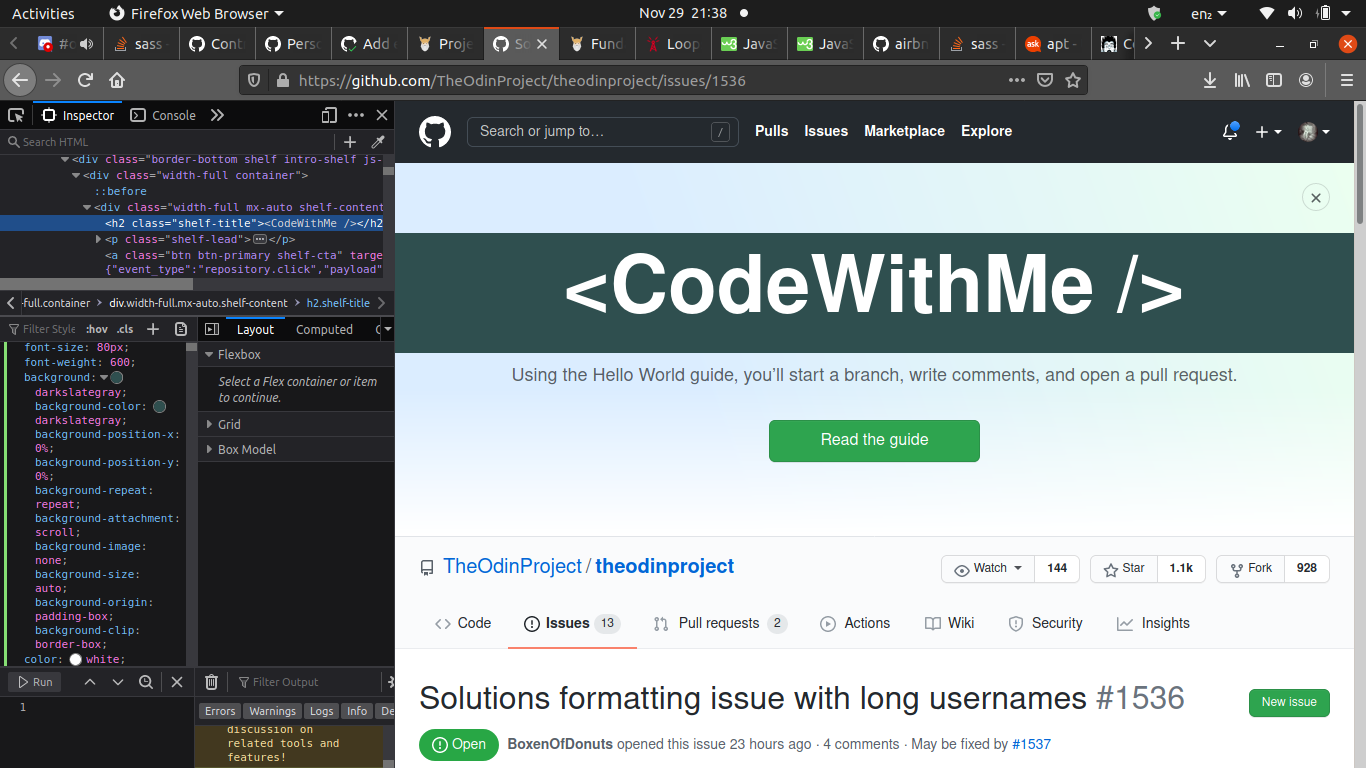 Activities
Firefox Web Browser
Nov 29 21:38
en₂
#o
sass
Cont
Perso
Add
Proje
So
Fund
Loop
JavaS
JavaS
airbn
sass
ask
apt -
Co
https://github.com/TheOdinProject/theodinproject/issues/1536
Inspector
Console
Search HTML
<div class="border-bottom shelf intro-shelf js-
<div class="width-full container">
::before
<div class="width-full mx-auto shelf-content
<h2 class="shelf-title"><CodeWithMe /></h2
<p class="shelf-lead"></p>
<a class="btn btn-primary shelf-cta" targe
{"event_type":"repository.click","payload"
-full.container > div.width-full.mx-auto.shelf-content > h2.shelf-title
Filter Style
:hov .cls
Layout
Computed
font-size: 80px;
font-weight: 600;
background:
darkslategray;
background-color:
darkslategray;
background-position-x:
0%;
background-position-y:
0%;
background-repeat:
repeat;
background-attachment:
scroll;
background-image:
none;
background-size:
auto;
background-origin:
padding-box;
background-clip:
border-box;
color: white;
Flexbox
Select a Flex container or item
to continue.
Grid
Box Model
Run
1
Filter Output
Errors
Warnings
Logs
Info
De
discussion on
related tools and
features!
Search or jump to…
/
Pulls
Issues
Marketplace
Explore
<CodeWithMe />
Using the Hello World guide, you’ll start a branch, write comments, and open a pull request.
Read the guide
TheOdinProject / theodinproject
Watch 144
Star 1.1k
Fork 928
Code
Issues 13
Pull requests 2
Actions
Wiki
Security
Insights
Solutions formatting issue with long usernames #1536
New issue
Open
BoxenOfDonuts opened this issue 23 hours ago · 4 comments · May be fixed by #1537